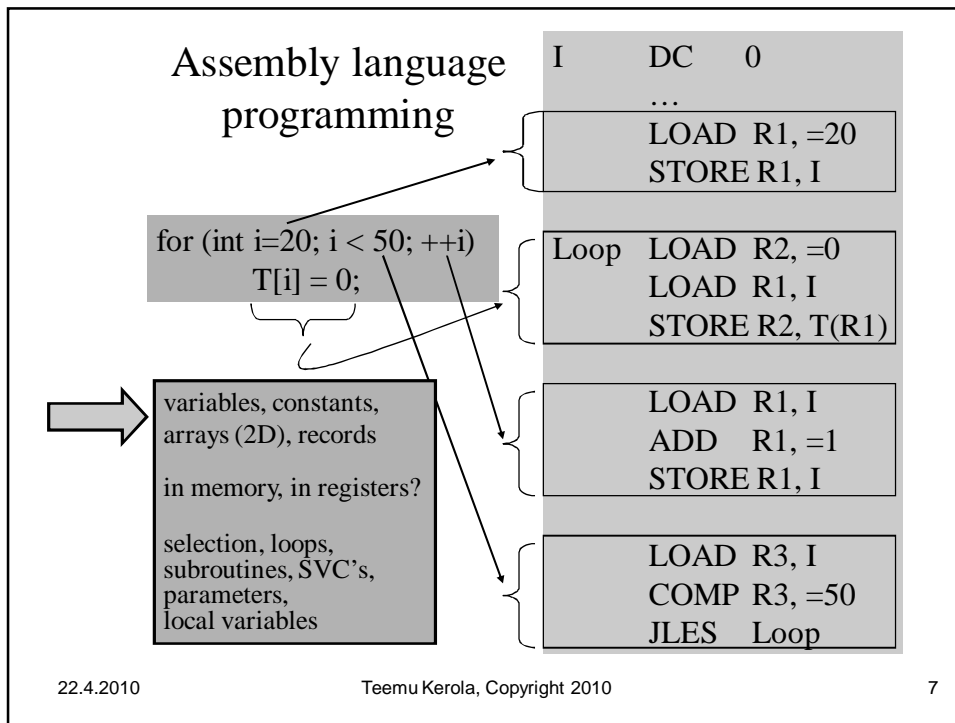 Assembly language
programming
for (int i=20; i < 50; ++i)
T[i] = 0;
variables, constants,
arrays (2D), records
in memory, in registers?
selection, loops,
subroutines, SVC's,
parameters,
local variables
I DC 0
…
LOAD R1, =20
STORE R1, I
Loop LOAD R2, =0
LOAD R1, I
STORE R2, T(R1)
LOAD R1, I
ADD R1, =1
STORE R1, I
LOAD R3, I
COMP R3, =50
JLES Loop
22.4.2010 Teemu Kerola, Copyright 2010 7